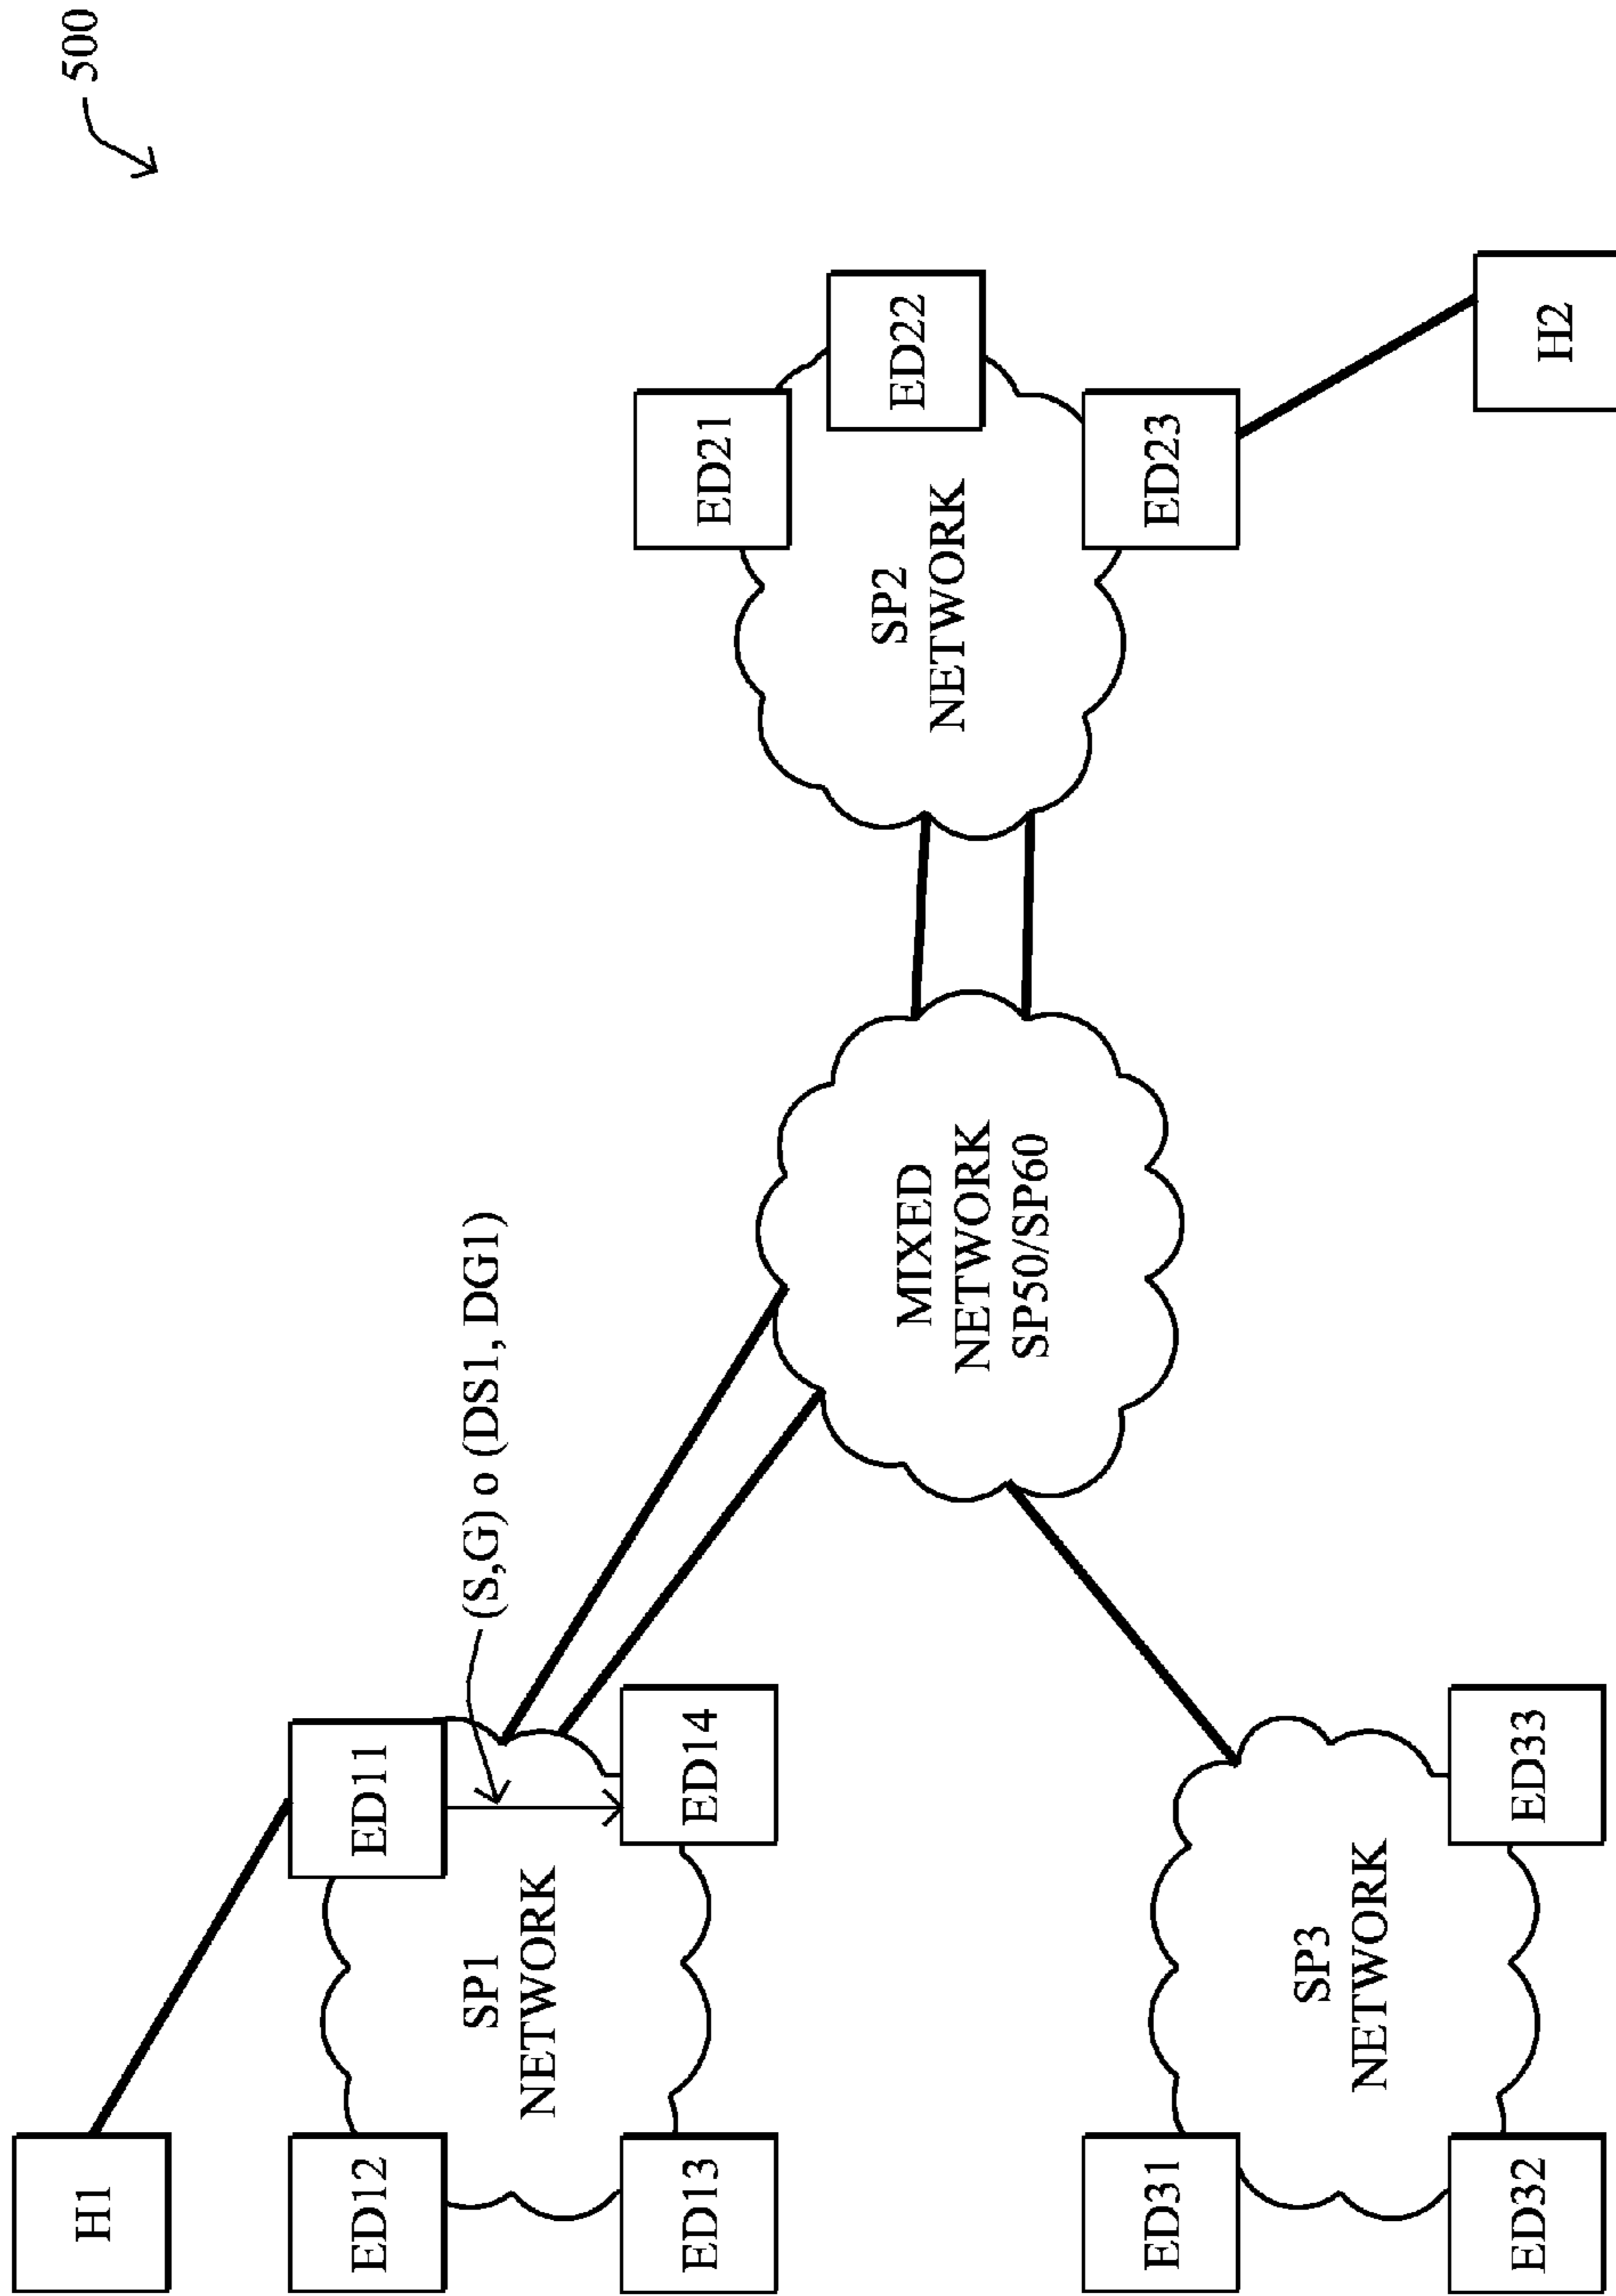 500
H1
ED11
ED12
SP1
NETWORK
ED13
ED14
(S,G) o (DS1, DG1)
MIXED
NETWORK
SP50/SP60
ED21
ED22
SP2
NETWORK
ED23
H2
ED31
SP3
NETWORK
ED32
ED33